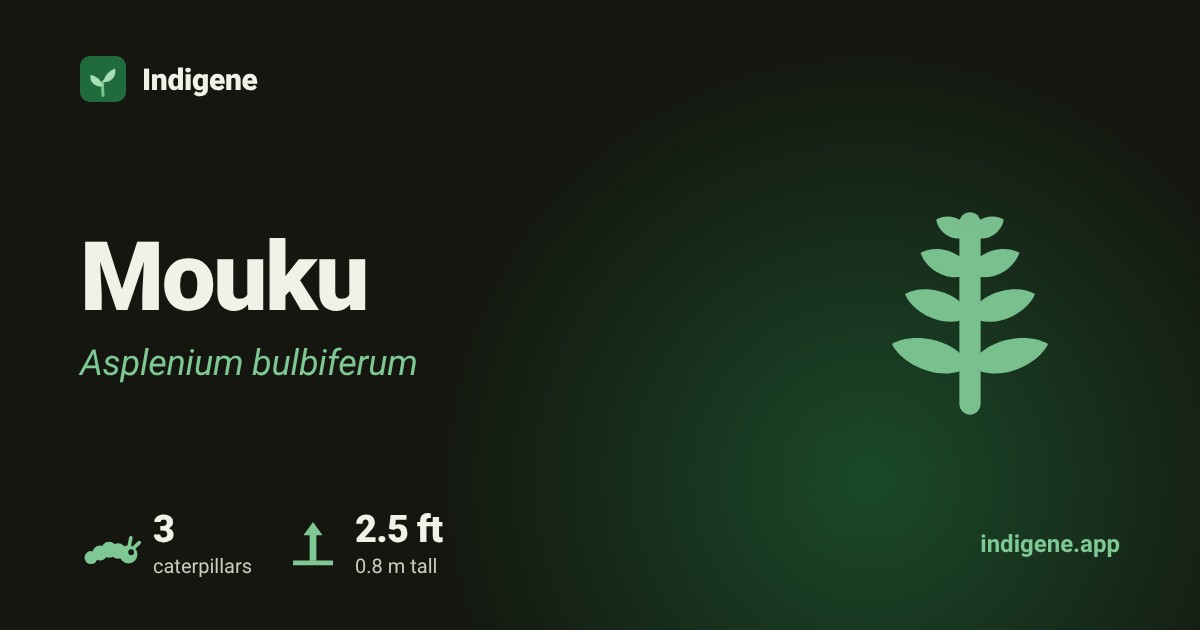 Indigene
Mouku
Asplenium bulbiferum
3
caterpillars
2.5 ft
0.8 m tall
indigene.app